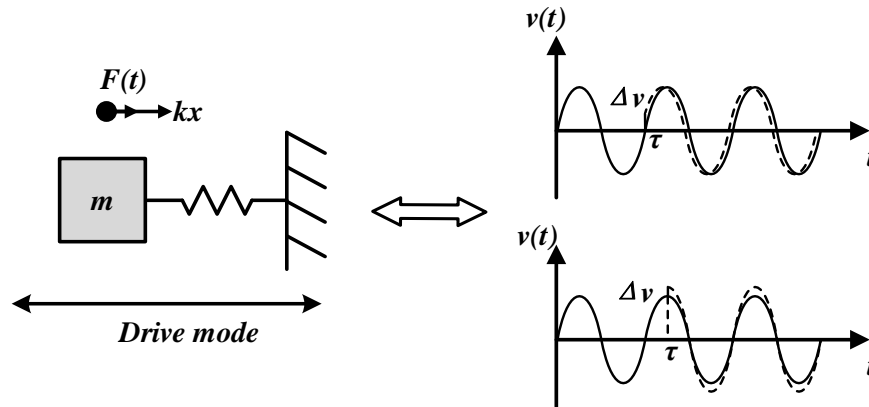 F(t)
kx
m
Drive mode
v(t)
Δv
τ
t
v(t)
Δv
τ
t